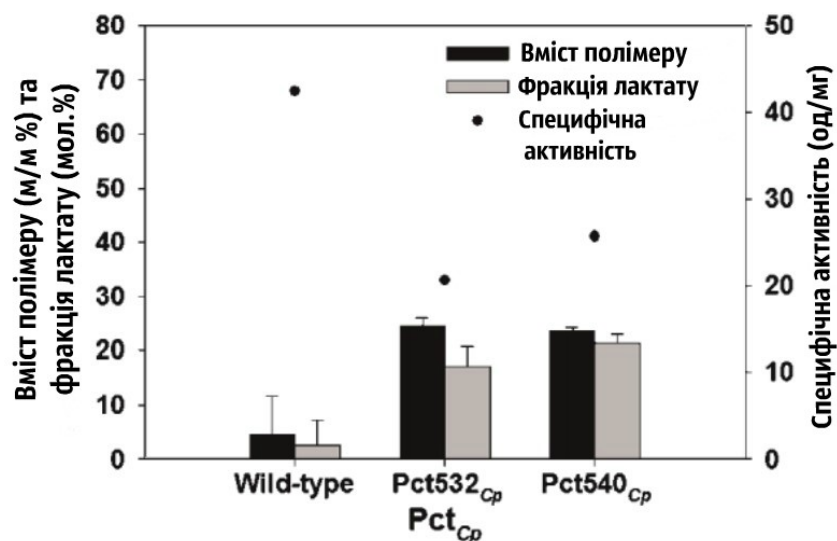 Вміст полімеру (м/м %) та
фракція лактату (мол.%)
80
70
60
50
40
30
20
10
0
Вміст полімеру
Фракція лактату
Специфічна
активність
50
40
30
20
10
0
Специфічна активність (од/мг)
Wild-type Pct532Cp Pct540Cp
PctCp